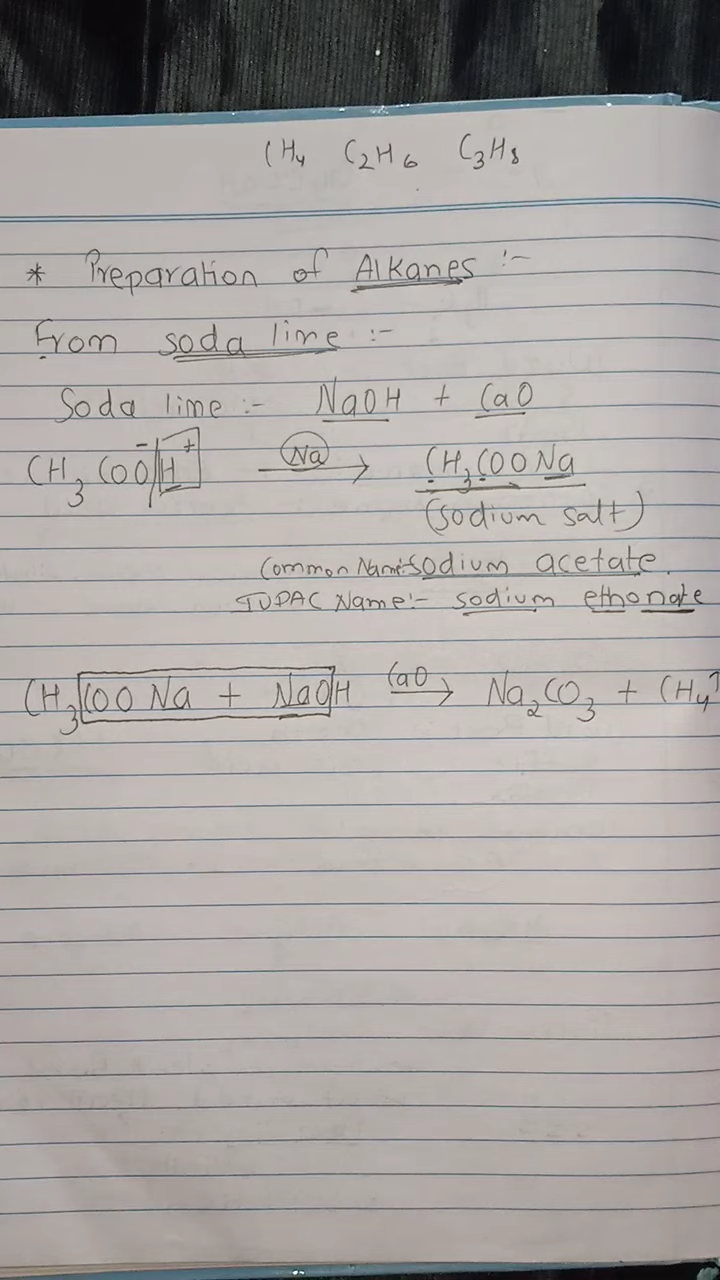 CH4 C2H6 C3H8
* Preparation of Alkanes :-
From soda lime :-
Soda lime :- NaOH + CaO
CH3COO-H+ Na → CH3COONa
(sodium salt)
Common Name:- sodium acetate.
IUPAC Name:- sodium ethonate
CH3COONa + NaOH CaO → Na2CO3 + CH4↑